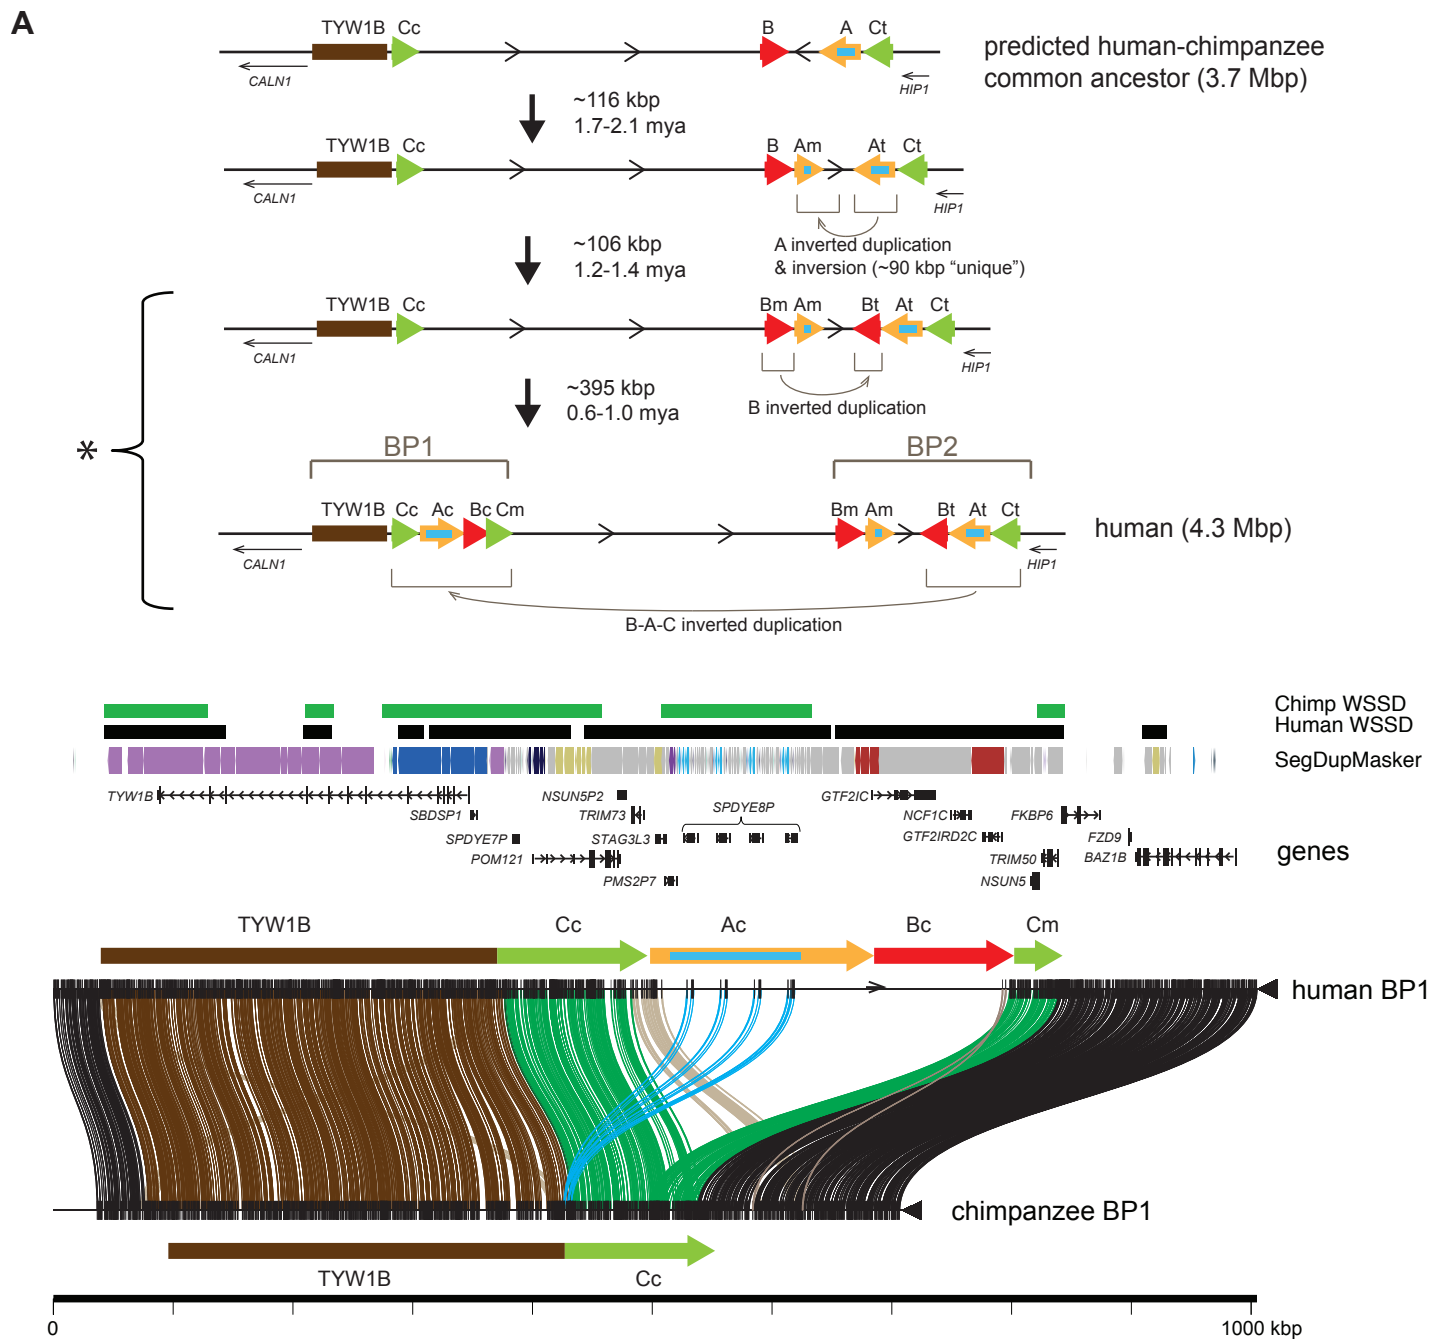 A
TYW1B Cc B A Ct
CALN1 HIP1
predicted human-chimpanzee
common ancestor (3.7 Mbp)
~116 kbp
1.7-2.1 mya
TYW1B Cc B Am At Ct
CALN1 HIP1
A inverted duplication
& inversion (~90 kbp “unique”)
~106 kbp
1.2-1.4 mya
TYW1B Cc Bm Am Bt At Ct
CALN1 HIP1
B inverted duplication
~395 kbp
0.6-1.0 mya
*
BP1 BP2
TYW1B Cc Ac Bc Cm Bm Am Bt At Ct
human (4.3 Mbp)
CALN1 HIP1
B-A-C inverted duplication
Chimp WSSD
Human WSSD
SegDupMasker
TYW1B NSUN5P2 SPDYE8P GTF2IC
SBDSP1 TRIM73 NCF1C FKBP6
SPDYE7P STAG3L3 GTF2IRD2C FZD9
POM121 TRIM50 BAZ1B
genes
PMS2P7 NSUN5
TYW1B Cc Ac Bc Cm
human BP1
chimpanzee BP1
TYW1B Cc
0 1000 kbp